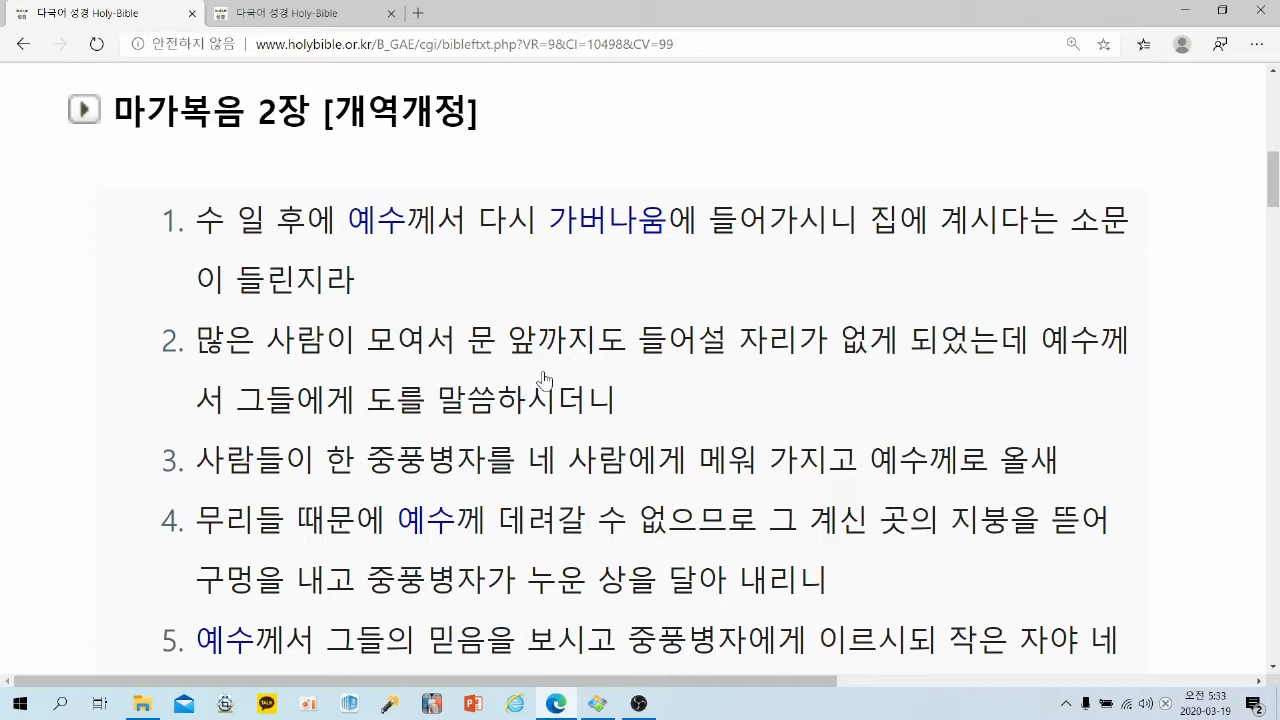 다국어 성경 Holy-Bible
다국어 성경 Holy-Bible
안전하지 않음 | www.holybible.or.kr/B_GAE/cgi/bibleftxt.php?VR=9&CI=10498&CV=99
마가복음 2장 [개역개정]
1. 수 일 후에 예수께서 다시 가버나움에 들어가시니 집에 계시다는 소문
이 들린지라
2. 많은 사람이 모여서 문 앞까지도 들어설 자리가 없게 되었는데 예수께
서 그들에게 도를 말씀하시더니
3. 사람들이 한 중풍병자를 네 사람에게 메워 가지고 예수께로 올새
4. 무리들 때문에 예수께 데려갈 수 없으므로 그 계신 곳의 지붕을 뜯어
구멍을 내고 중풍병자가 누운 상을 달아 내리니
5. 예수께서 그들의 믿음을 보시고 중풍병자에게 이르시되 작은 자야 네
TALK
오전 5:33
2020-03-19
2